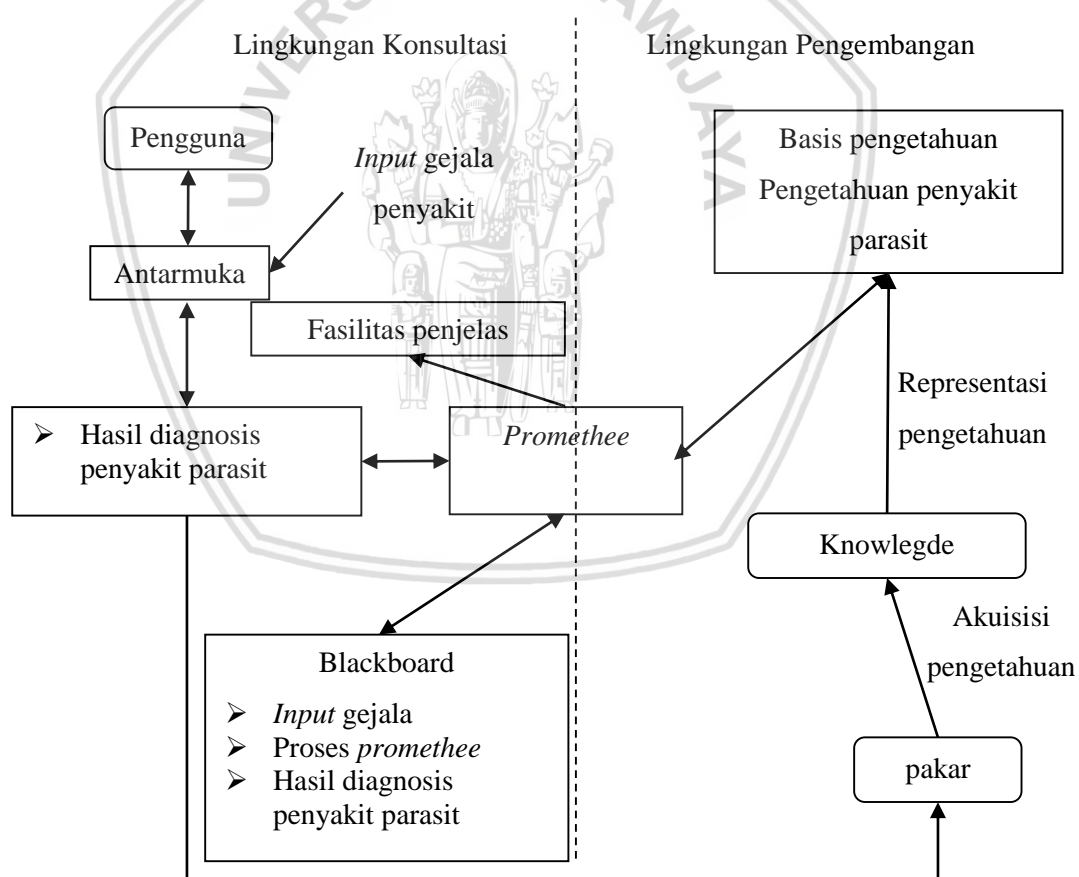 Lingkungan Konsultasi
Lingkungan Pengembangan
Pengguna
Input gejala
penyakit
Antarmuka
Fasilitas penjelas
Hasil diagnosis
penyakit parasit
Promethee
Basis pengetahuan
Pengetahuan penyakit
parasit
Representasi
pengetahuan
Knowlegde
Akuisisi
pengetahuan
pakar
Blackboard
Input gejala
Proses promethee
Hasil diagnosis
penyakit parasit